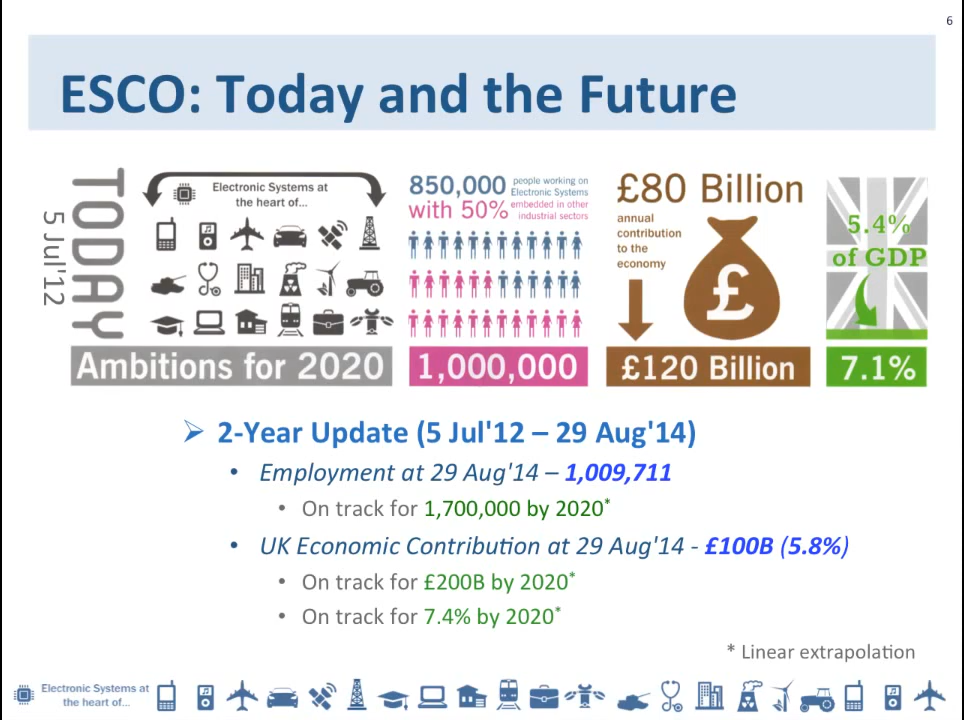 6
ESCO: Today and the Future
TODAY
5 Jul'12
Electronic Systems at
the heart of...
850,000 people working on
Electronic Systems
with 50% embedded in other
industrial sectors
£80 Billion
annual
contribution
to the
economy
£
5.4%
of GDP
Ambitions for 2020
1,000,000
£120 Billion
7.1%
➢ 2-Year Update (5 Jul'12 – 29 Aug'14)
• Employment at 29 Aug'14 – 1,009,711
• On track for 1,700,000 by 2020*
• UK Economic Contribution at 29 Aug'14 - £100B (5.8%)
• On track for £200B by 2020*
• On track for 7.4% by 2020*
* Linear extrapolation
Electronic Systems at
the heart of...